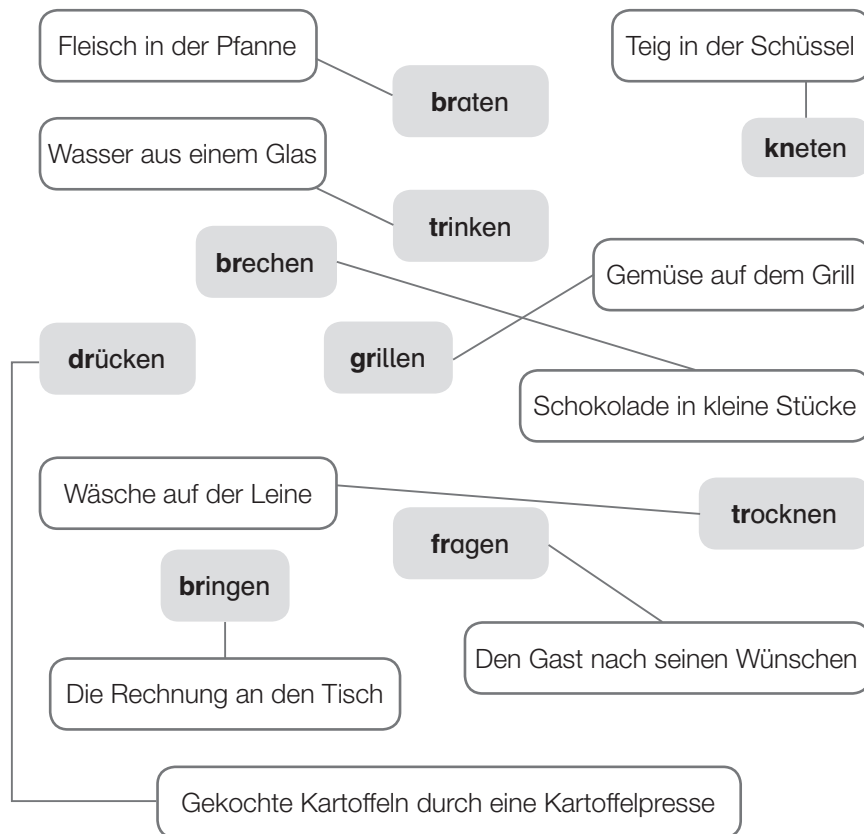 Fleisch in der Pfanne
Teig in der Schüssel
braten
kneten
Wasser aus einem Glas
trinken
brechen
Gemüse auf dem Grill
drücken
grillen
Schokolade in kleine Stücke
Wäsche auf der Leine
trocknen
fragen
bringen
Den Gast nach seinen Wünschen
Die Rechnung an den Tisch
Gekochte Kartoffeln durch eine Kartoffelpresse